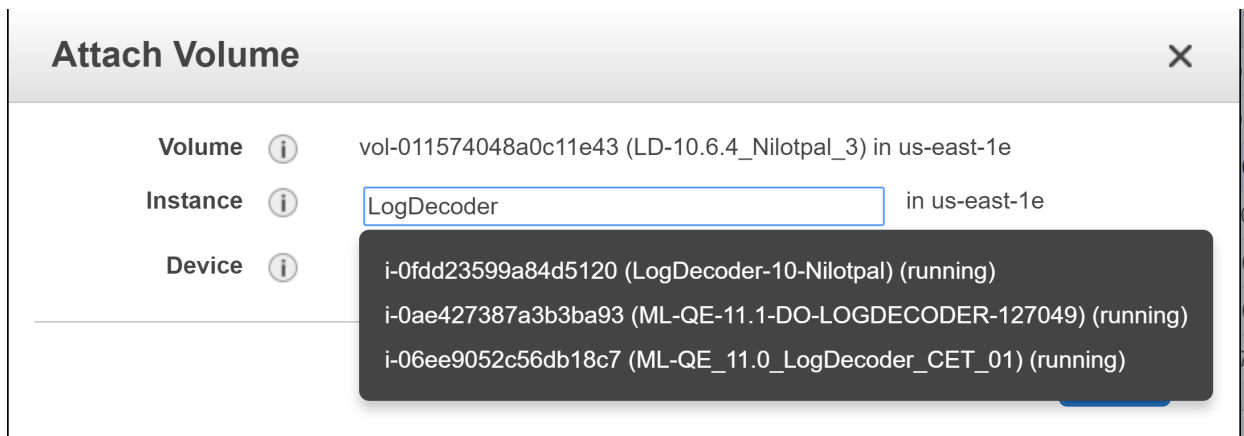 Attach Volume
Volume vol-011574048a0c11e43 (LD-10.6.4_Nilotpal_3) in us-east-1e
Instance LogDecoder in us-east-1e
Device
i-0fdd23599a84d5120 (LogDecoder-10-Nilotpal) (running)
i-0ae427387a3b3ba93 (ML-QE-11.1-DO-LOGDECODER-127049) (running)
i-06ee9052c56db18c7 (ML-QE_11.0_LogDecoder_CET_01) (running)